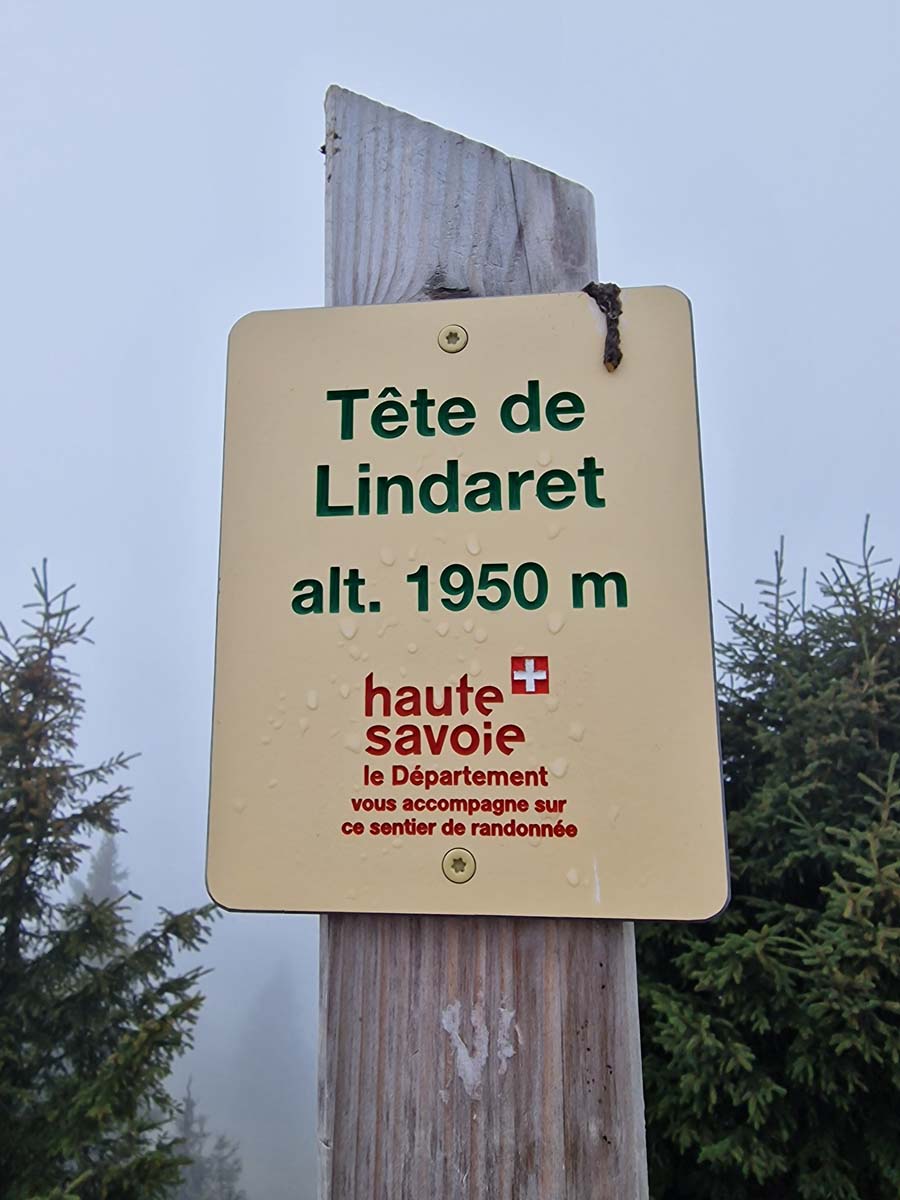 Tête de
Lindaret
alt. 1950 m
haute
savoie
le Département
vous accompagne sur
ce sentier de randonnée